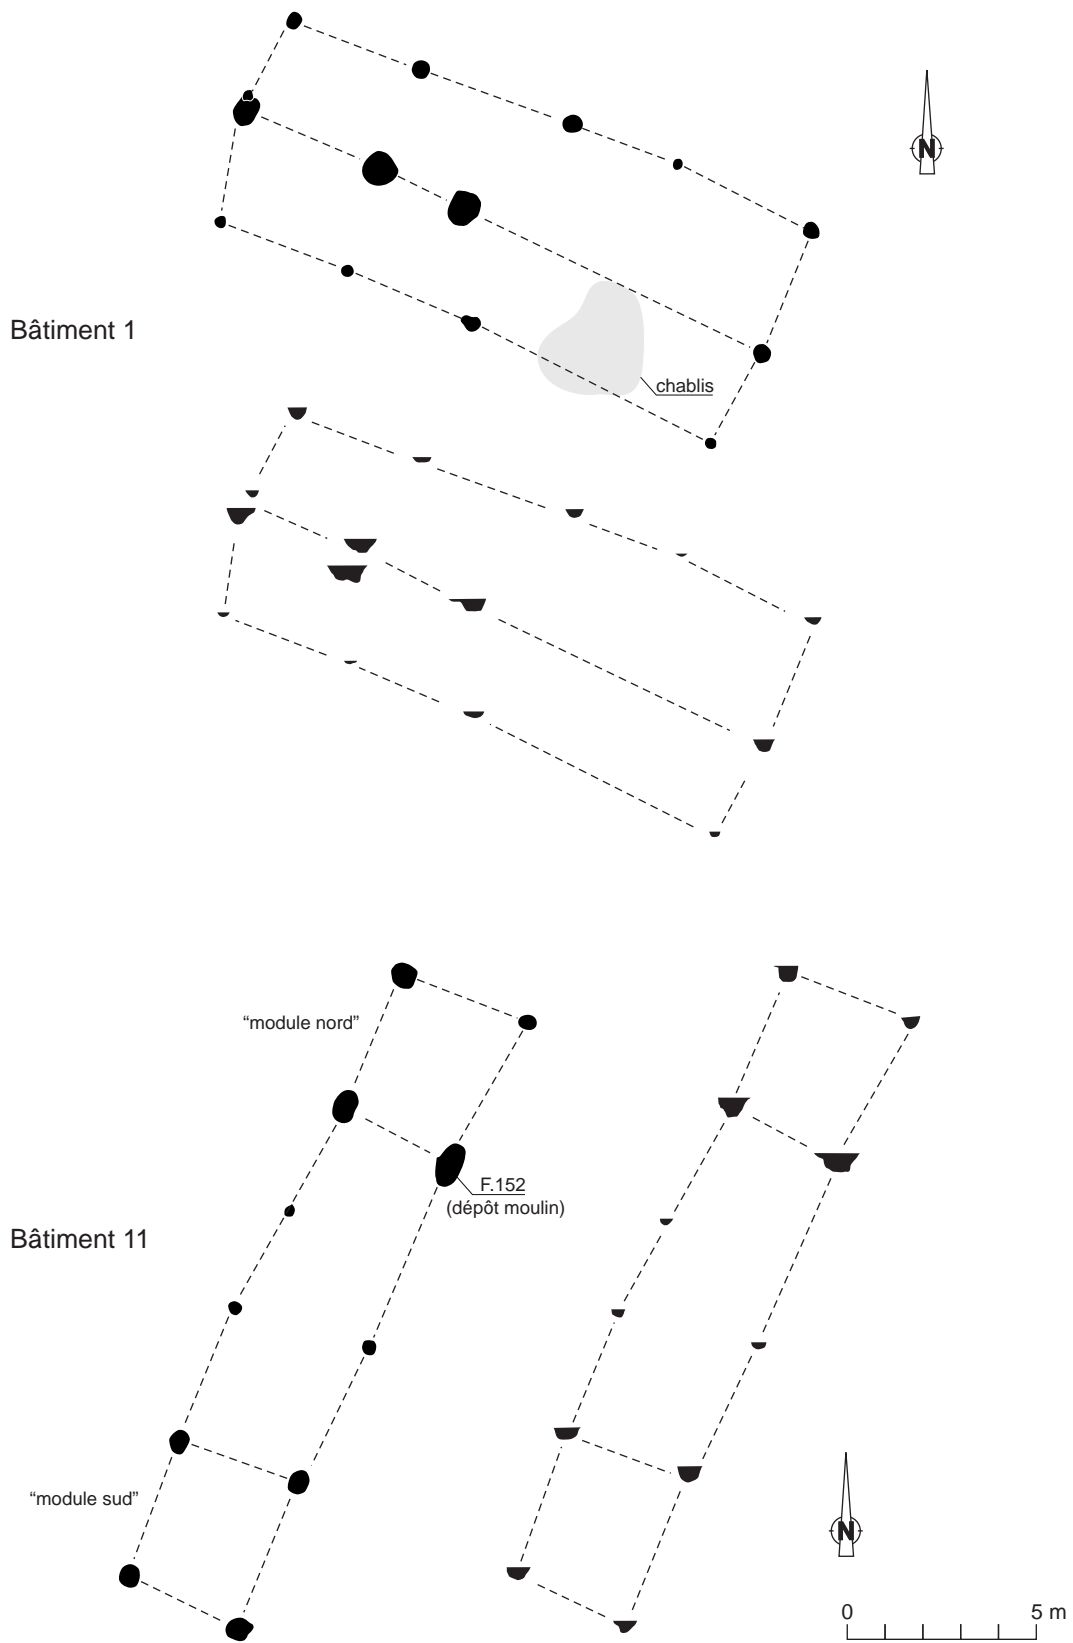 N
Bâtiment 1
chablis
“module nord”
F.152
(dépôt moulin)
Bâtiment 11
“module sud”
N
0 5 m